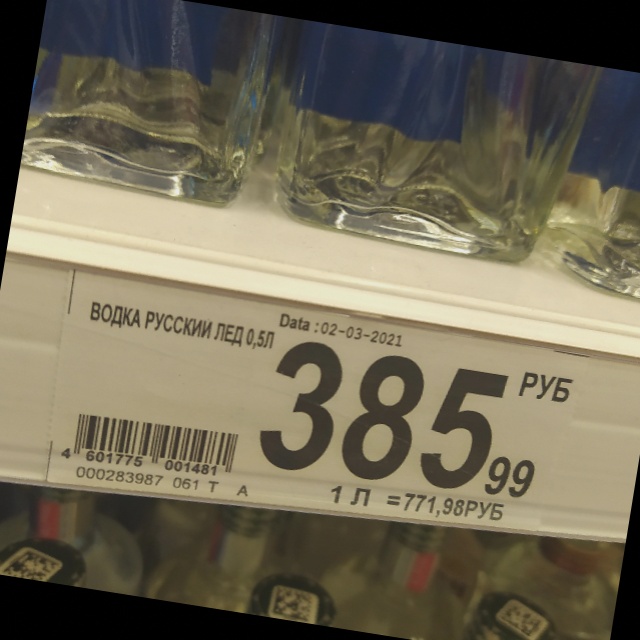 ВОДКА РУССКИЙ ЛЕД 0,5Л
Data : 02-03-2021
385 99 РУБ
4 601775 001481
000283987 061 Т А
1 Л =771,98РУБ